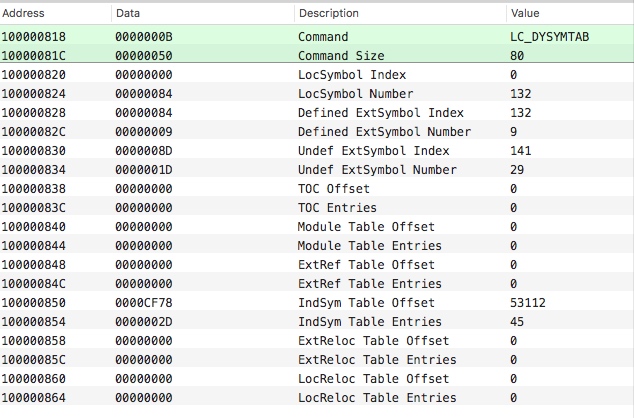 Address Data Description Value
100000818 0000000B Command LC_DYSYMTAB
10000081C 00000050 Command Size 80
100000820 00000000 LocSymbol Index 0
100000824 00000084 LocSymbol Number 132
100000828 00000084 Defined ExtSymbol Index 132
10000082C 00000009 Defined ExtSymbol Number 9
100000830 0000008D Undef ExtSymbol Index 141
100000834 0000001D Undef ExtSymbol Number 29
100000838 00000000 TOC Offset 0
10000083C 00000000 TOC Entries 0
100000840 00000000 Module Table Offset 0
100000844 00000000 Module Table Entries 0
100000848 00000000 ExtRef Table Offset 0
10000084C 00000000 ExtRef Table Entries 0
100000850 0000CF78 IndSym Table Offset 53112
100000854 0000002D IndSym Table Entries 45
100000858 00000000 ExtReloc Table Offset 0
10000085C 00000000 ExtReloc Table Entries 0
100000860 00000000 LocReloc Table Offset 0
100000864 00000000 LocReloc Table Entries 0